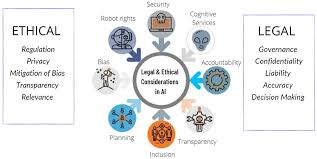 ETHICAL
Regulation
Privacy
Mitigation of Bias
Transparency
Relevance
Security
Robot rights
Cognitive
Services
Bias
Legal & Ethical
Considerations
in AI
Accountability
Planning
Inclusion
Transparency
LEGAL
Governance
Confidentiality
Liability
Accuracy
Decision Making